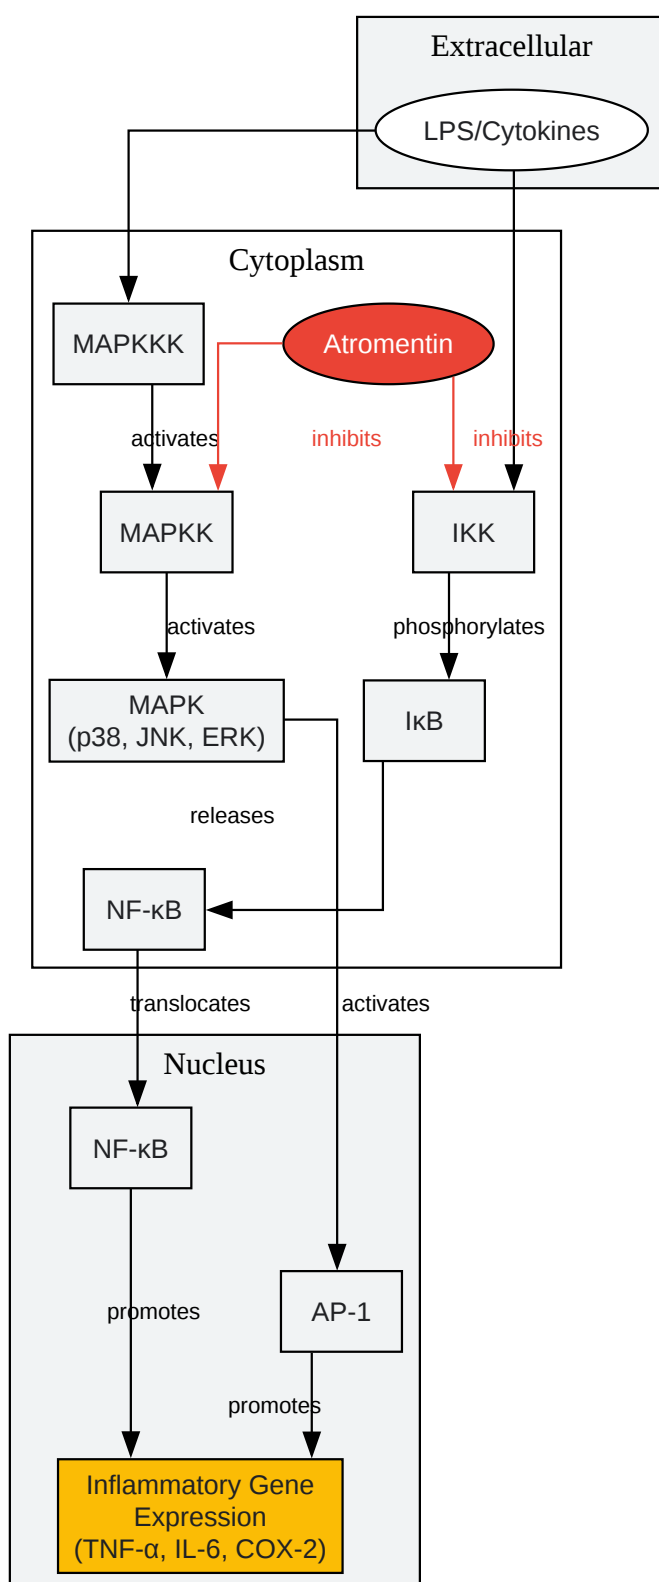 Extracellular
LPS/Cytokines
Cytoplasm
MAPKKK
Atromentin
activates
inhibits
inhibits
MAPKK
IKK
activates
phosphorylates
MAPK
(p38, JNK, ERK)
IκB
releases
NF-κB
translocates
activates
Nucleus
NF-κB
promotes
AP-1
promotes
Inflammatory Gene
Expression
(TNF-α, IL-6, COX-2)